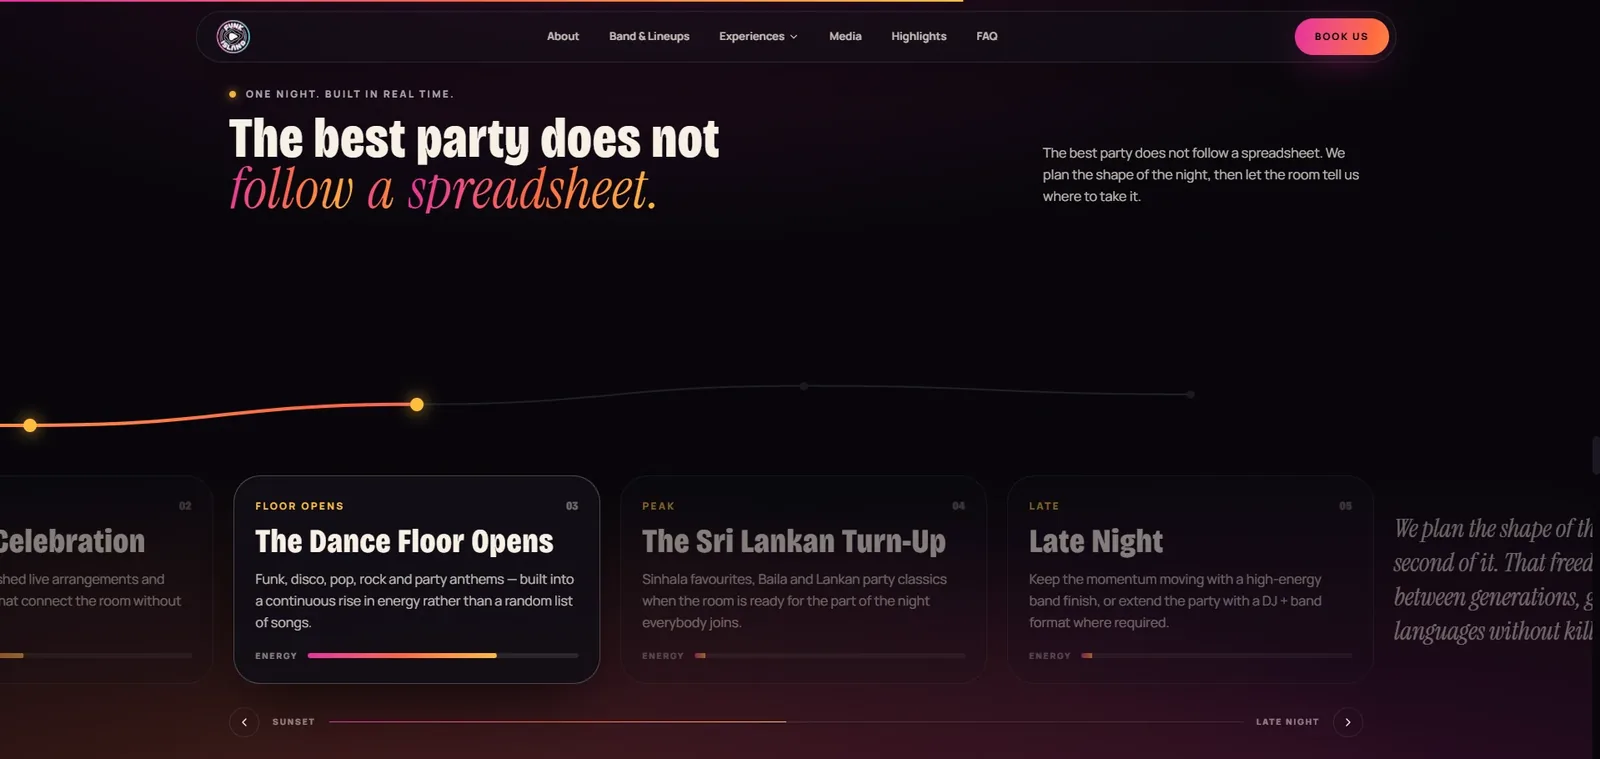 FUNK ISLAND
About
Band & Lineups
Experiences
Media
Highlights
FAQ
BOOK US
ONE NIGHT. BUILT IN REAL TIME.
The best party does not
follow a spreadsheet.
The best party does not follow a spreadsheet. We
plan the shape of the night, then let the room tell us
where to take it.
02
Celebration
shed live arrangements and
hat connect the room without
FLOOR OPENS
03
The Dance Floor Opens
Funk, disco, pop, rock and party anthems — built into
a continuous rise in energy rather than a random list
of songs.
ENERGY
PEAK
04
The Sri Lankan Turn-Up
Sinhala favourites, Baila and Lankan party classics
when the room is ready for the part of the night
everybody joins.
ENERGY
LATE
05
Late Night
Keep the momentum moving with a high-energy
band finish, or extend the party with a DJ + band
format where required.
ENERGY
We plan the shape of th
second of it. That freed
between generations, g
languages without kill
SUNSET
LATE NIGHT